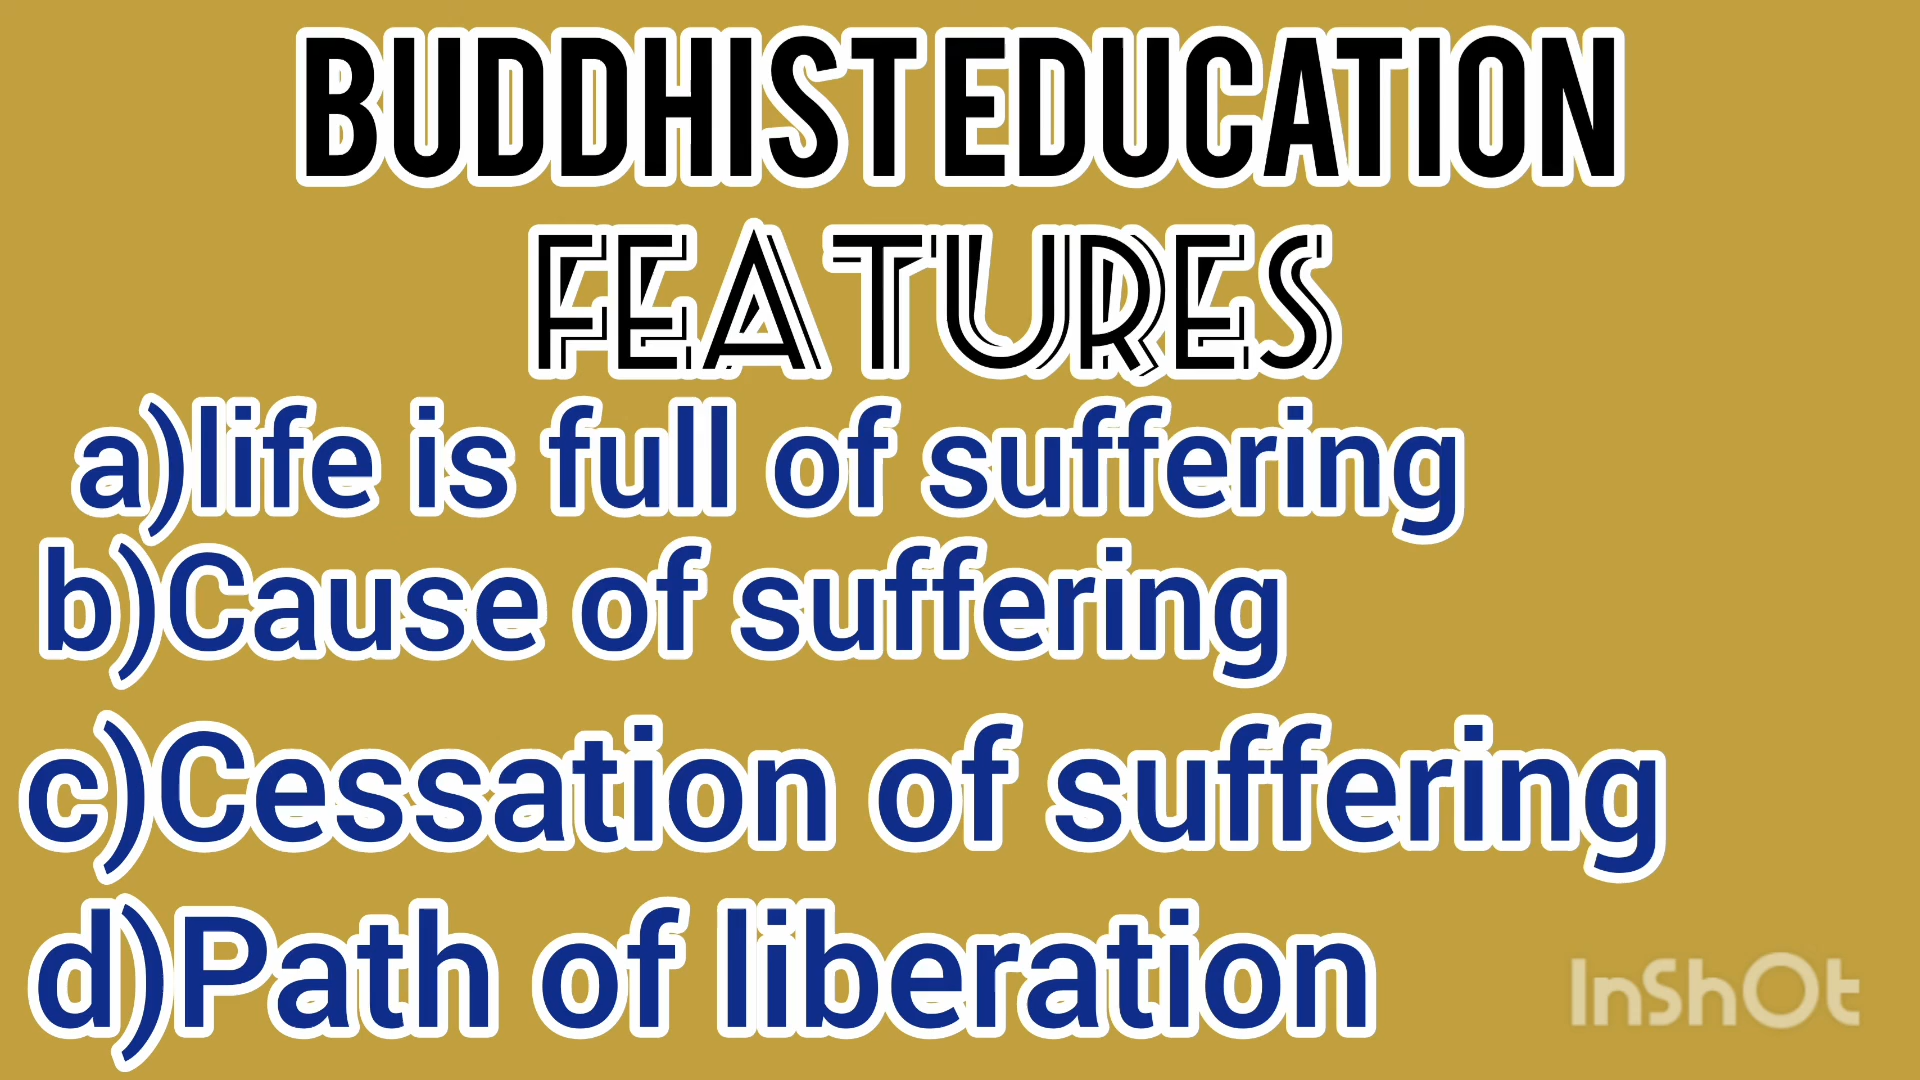 BUDDHIST EDUCATION
FEATURES
a)life is full of suffering
b)Cause of suffering
c)Cessation of suffering
d)Path of liberation
InShOt